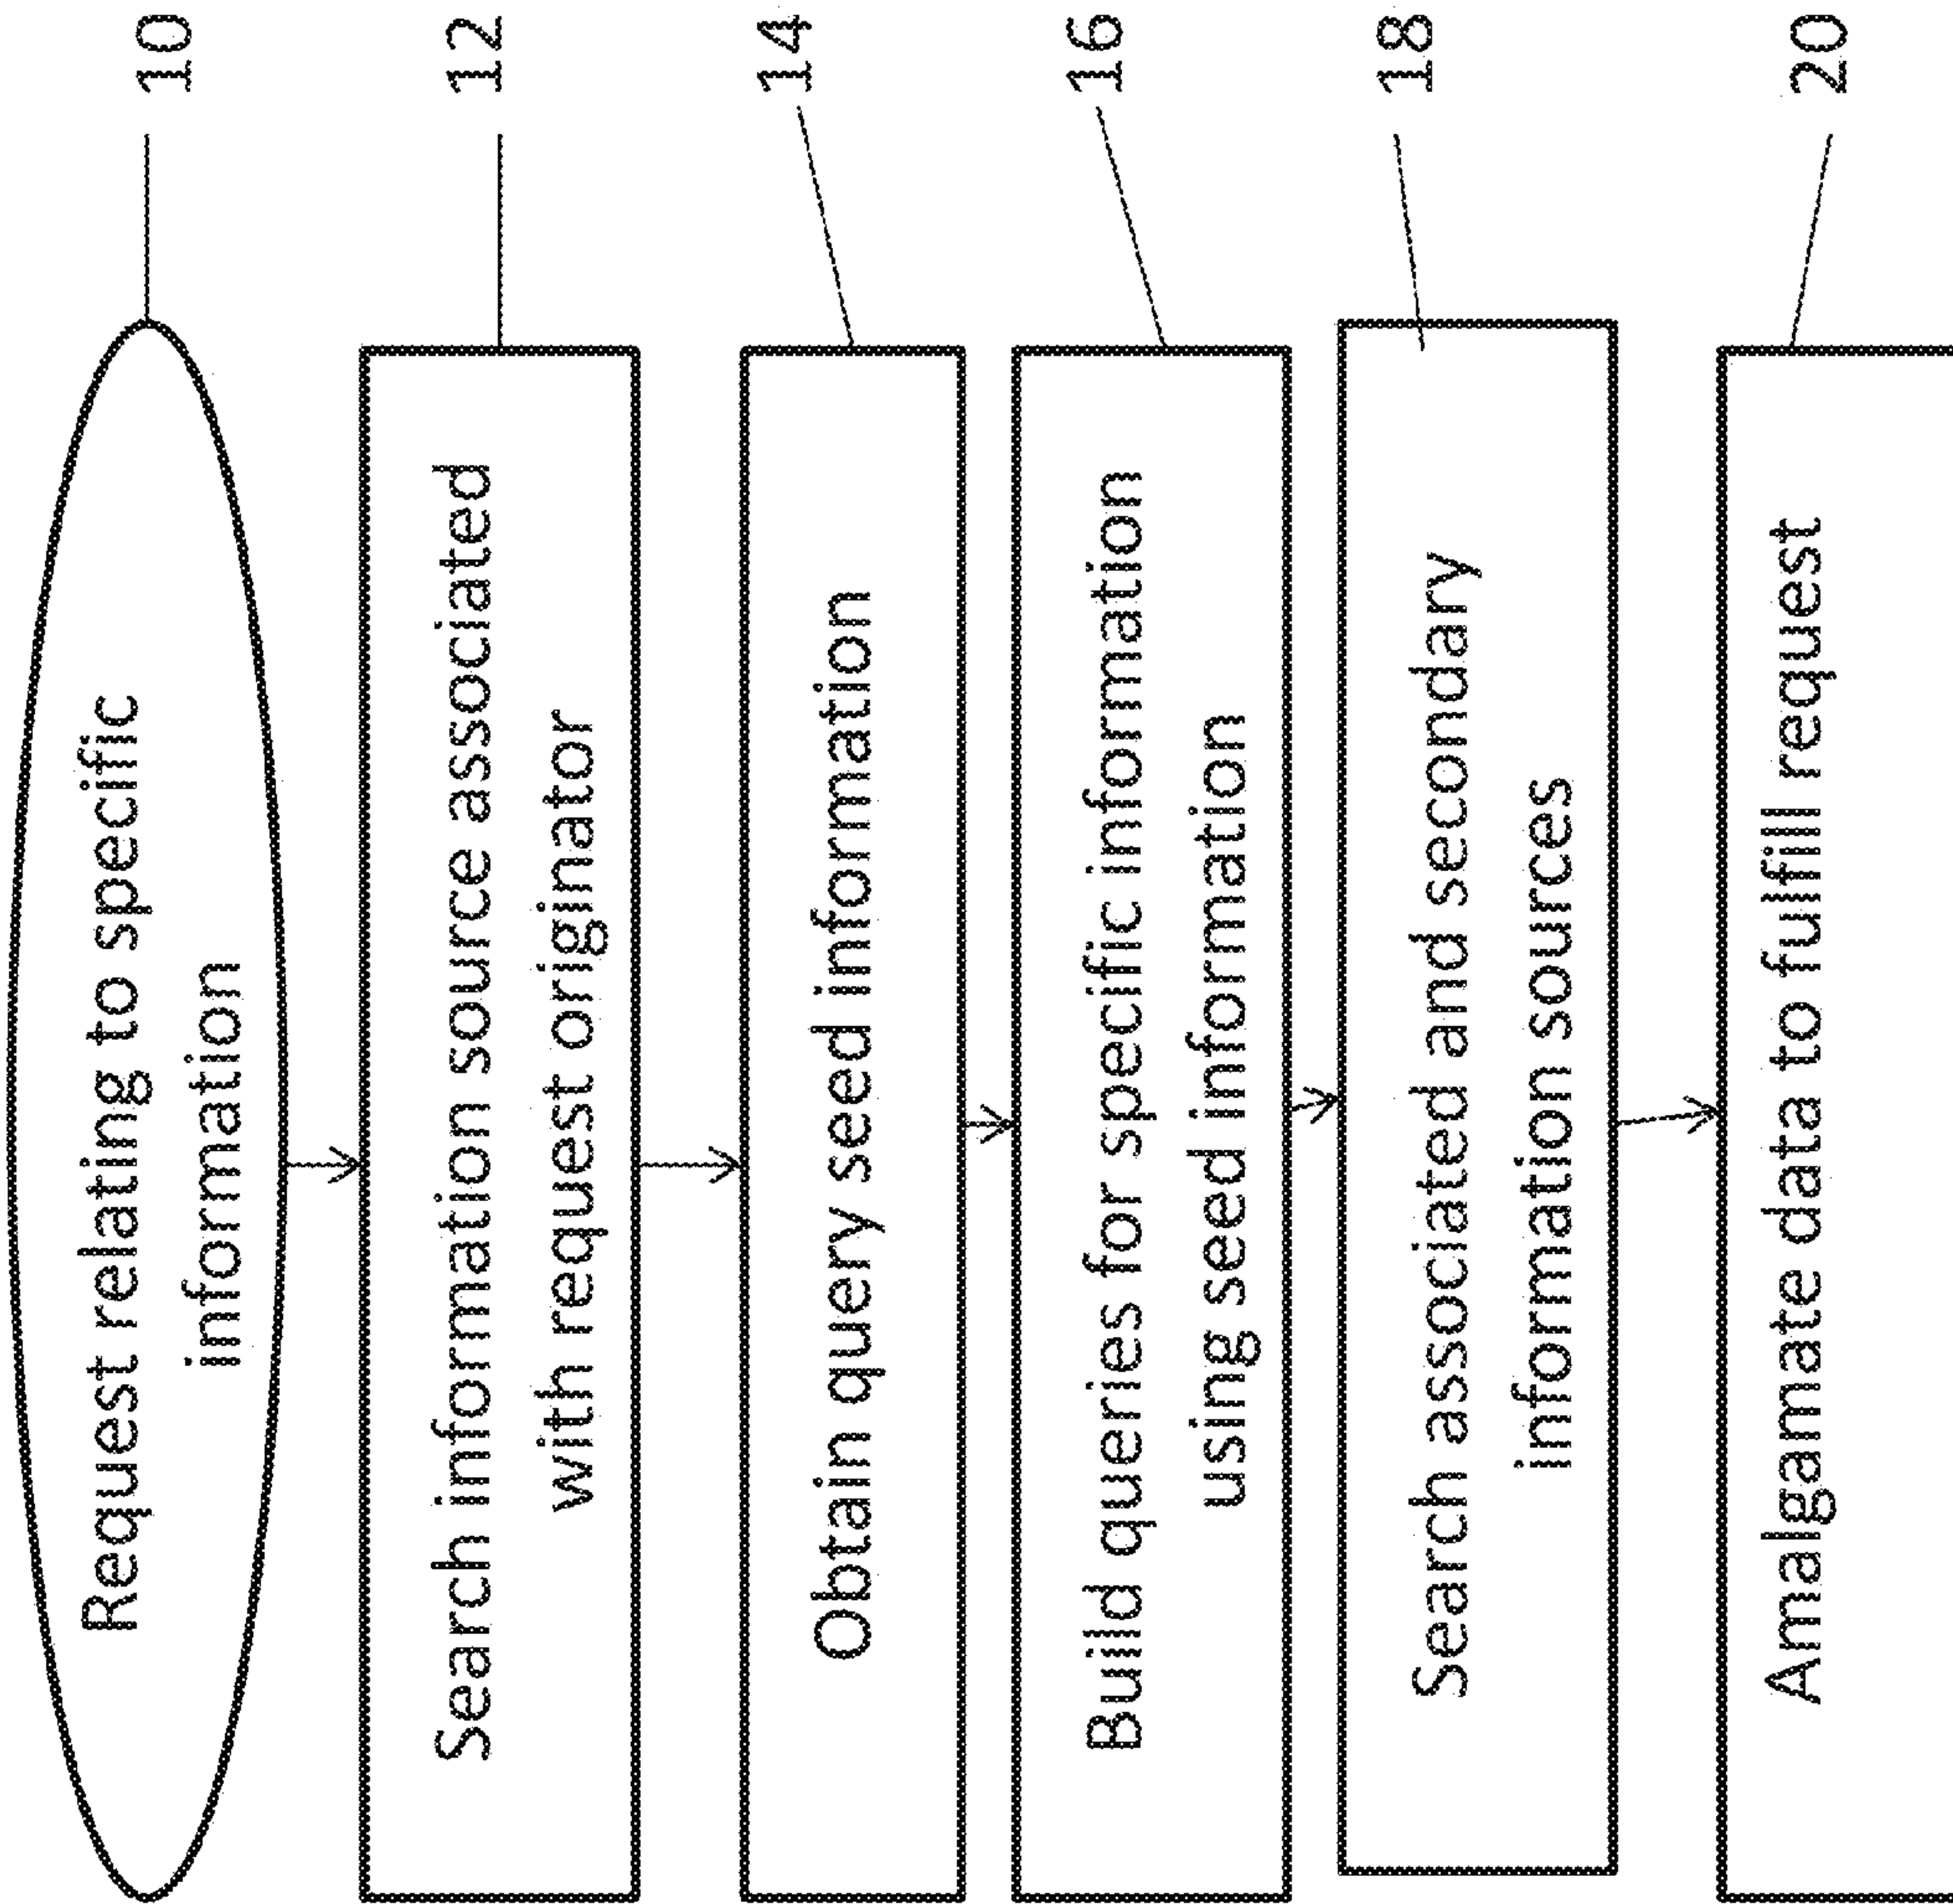 Request relating to specific
information
10
Search information source associated
with request originator
12
Obtain query seed information
14
Build queries for specific information
using seed information
16
Search associated and secondary
information sources
18
Amalgamate data to fulfill request
20